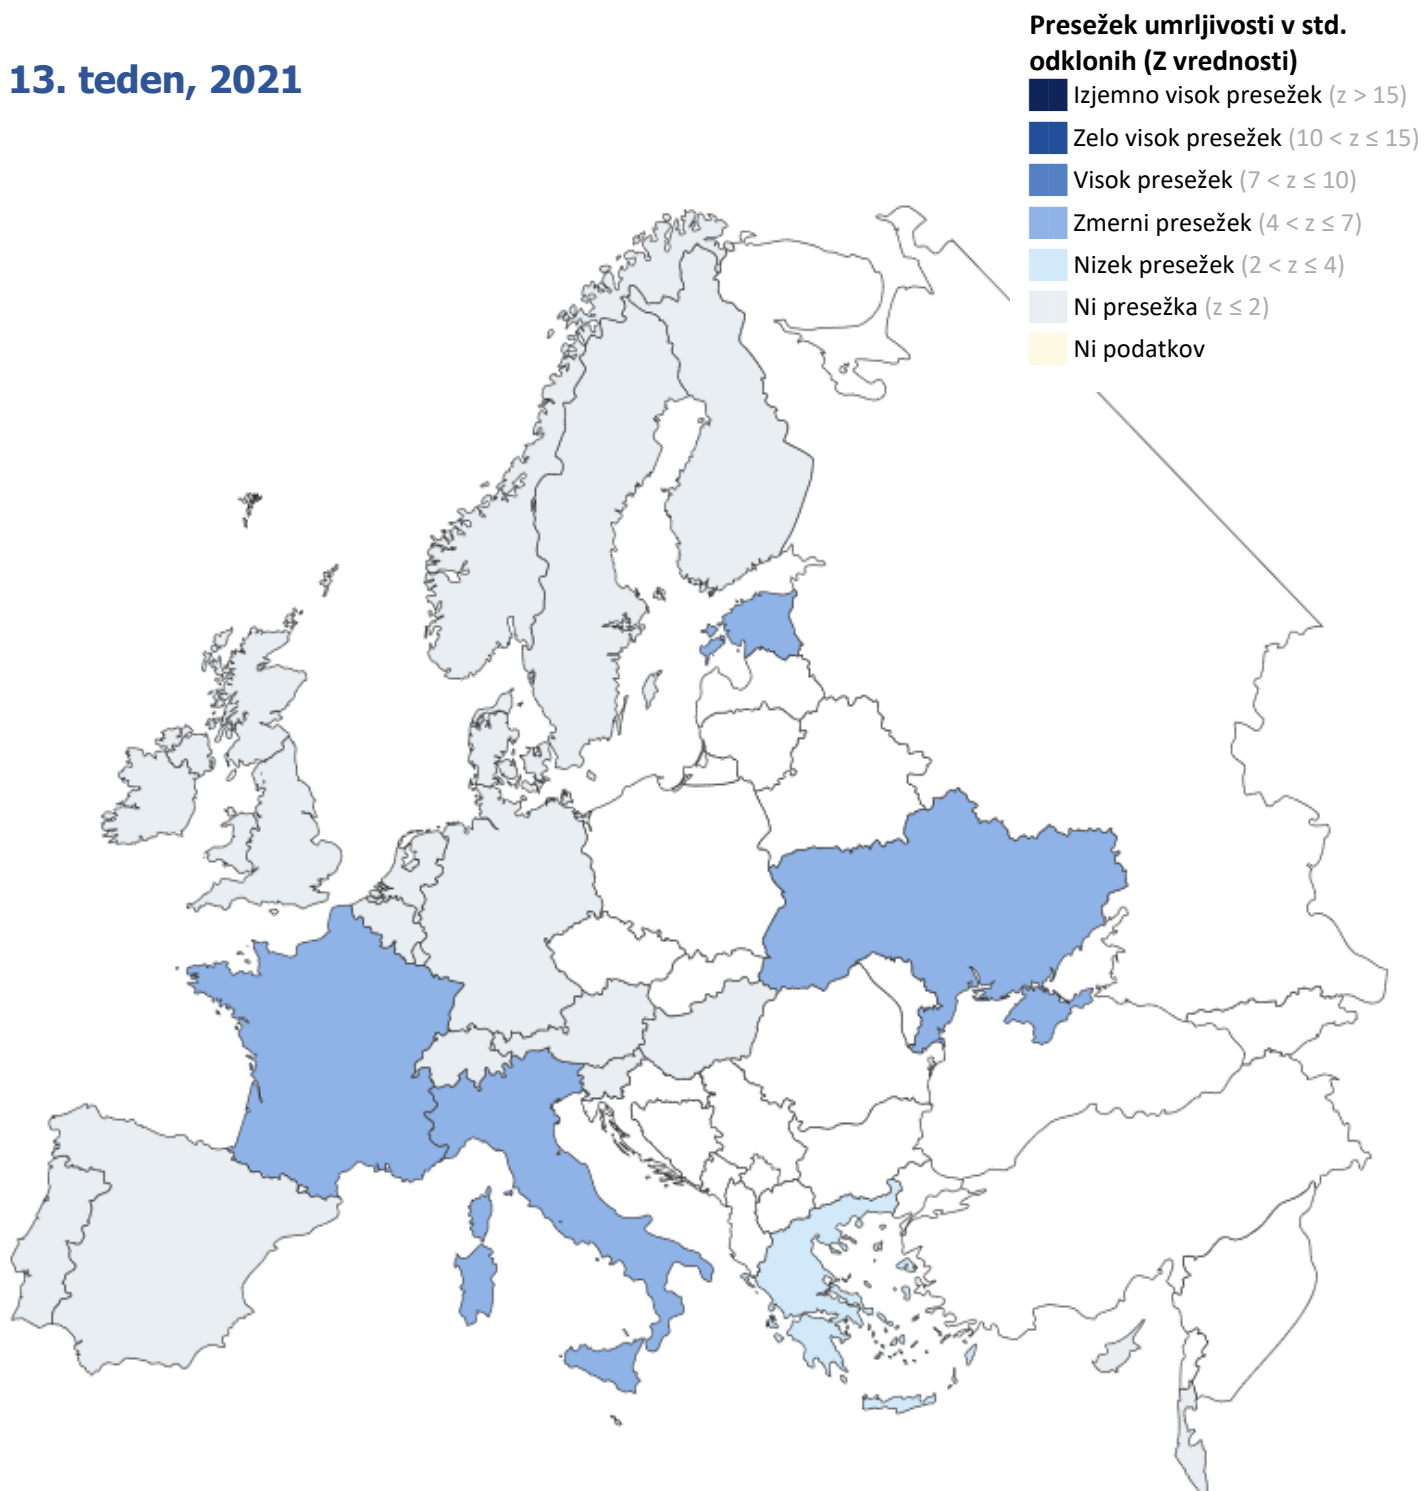 13. teden, 2021
Presežek umrljivosti v std.
odklonih (Z vrednosti)
Izjemno visok presežek (z > 15)
Zelo visok presežek (10 < z ≤ 15)
Visok presežek (7 < z ≤ 10)
Zmerni presežek (4 < z ≤ 7)
Nizek presežek (2 < z ≤ 4)
Ni presežka (z ≤ 2)
Ni podatkov